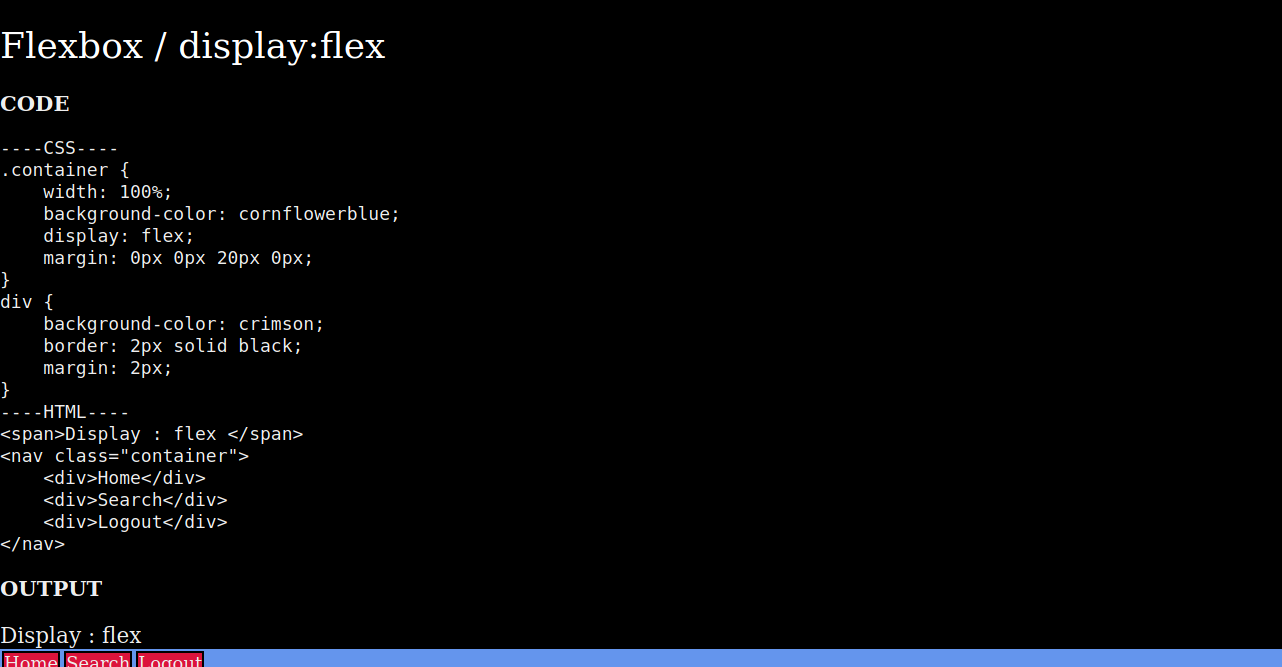 Flexbox / display:flex
CODE
----CSS----
.container {
    width: 100%;
    background-color: cornflowerblue;
    display: flex;
    margin: 0px 0px 20px 0px;
}
div {
    background-color: crimson;
    border: 2px solid black;
    margin: 2px;
}
----HTML----
<span>Display : flex </span>
<nav class="container">
    <div>Home</div>
    <div>Search</div>
    <div>Logout</div>
</nav>
OUTPUT
Display : flex
Home Search Logout